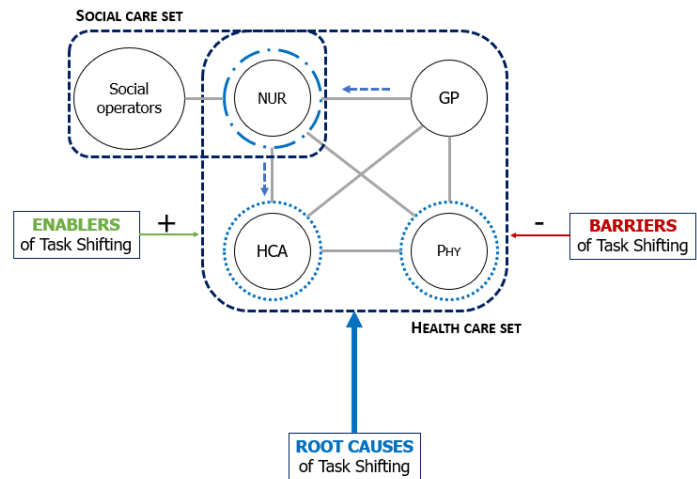 SOCIAL CARE SET
Social
operators
NUR
GP
ENABLERS
of Task Shifting
+
-
BARRIERS
of Task Shifting
HCA
PHY
HEALTH CARE SET
ROOT CAUSES
of Task Shifting